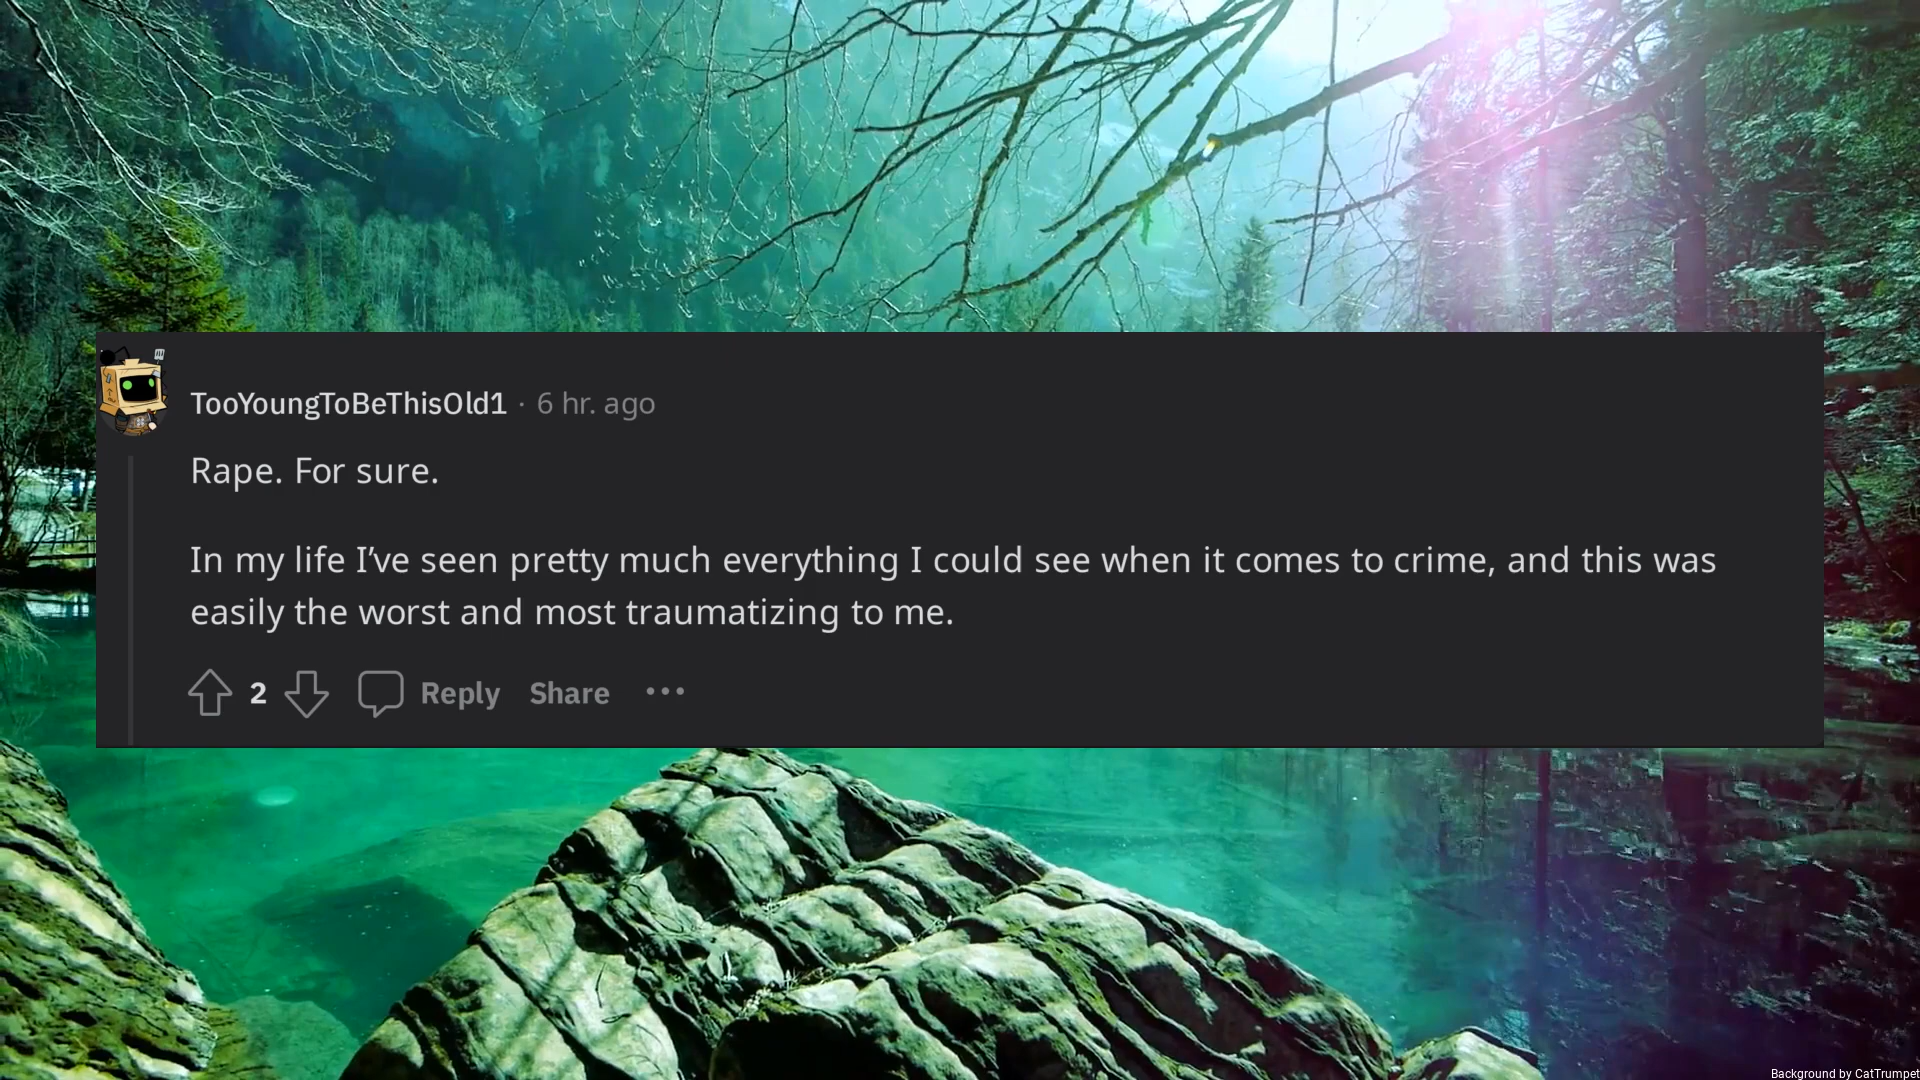 TooYoungToBeThisOld1 · 6 hr. ago
Rape. For sure.
In my life I’ve seen pretty much everything I could see when it comes to crime, and this was
easily the worst and most traumatizing to me.
2 Reply Share •••
Background by CatTrumpet